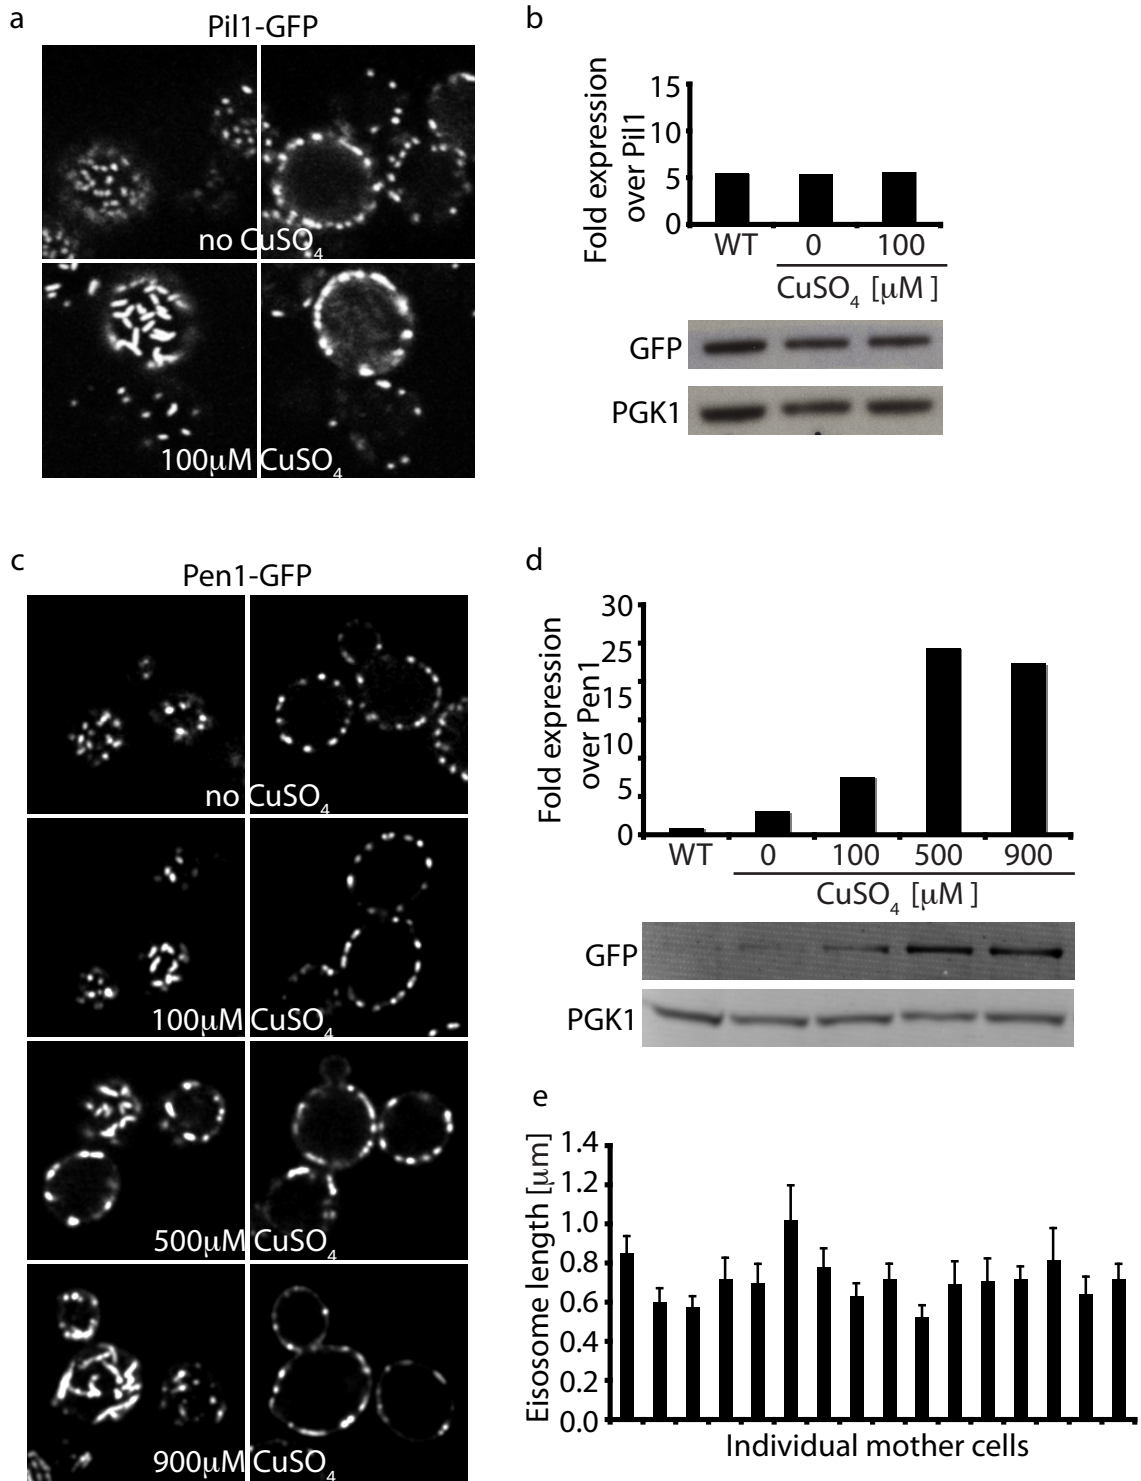 a
Pil1-GFP
no CuSO₄
100μM CuSO₄
b
Fold expression
over Pil1
15
10
5
0
WT 0 100
CuSO₄ [μM ]
GFP
PGK1
c
Pen1-GFP
no CuSO₄
100μM CuSO₄
500μM CuSO₄
900μM CuSO₄
d
Fold expression
over Pen1
30
25
15
10
5
0
WT 0 100 500 900
CuSO₄ [μM ]
GFP
PGK1
e
Eisosome length [μm]
1.4
1.2
1.0
0.8
0.6
0.4
0.2
0.0
Individual mother cells